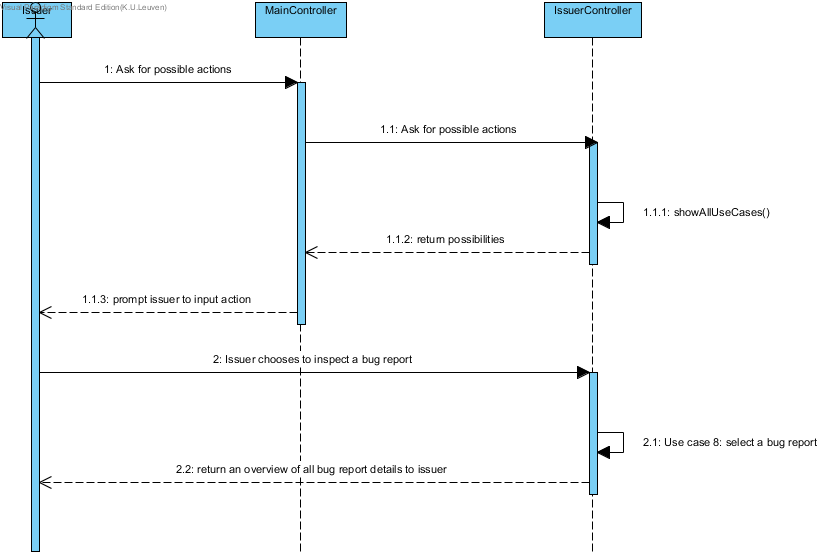 Visual Paradigm Standard Edition(K.U.Leuven)
Issuer
MainController
IssuerController
1: Ask for possible actions
1.1: Ask for possible actions
1.1.1: showAllUseCases()
1.1.2: return possibilities
1.1.3: prompt issuer to input action
2: Issuer chooses to inspect a bug report
2.1: Use case 8: select a bug report
2.2: return an overview of all bug report details to issuer